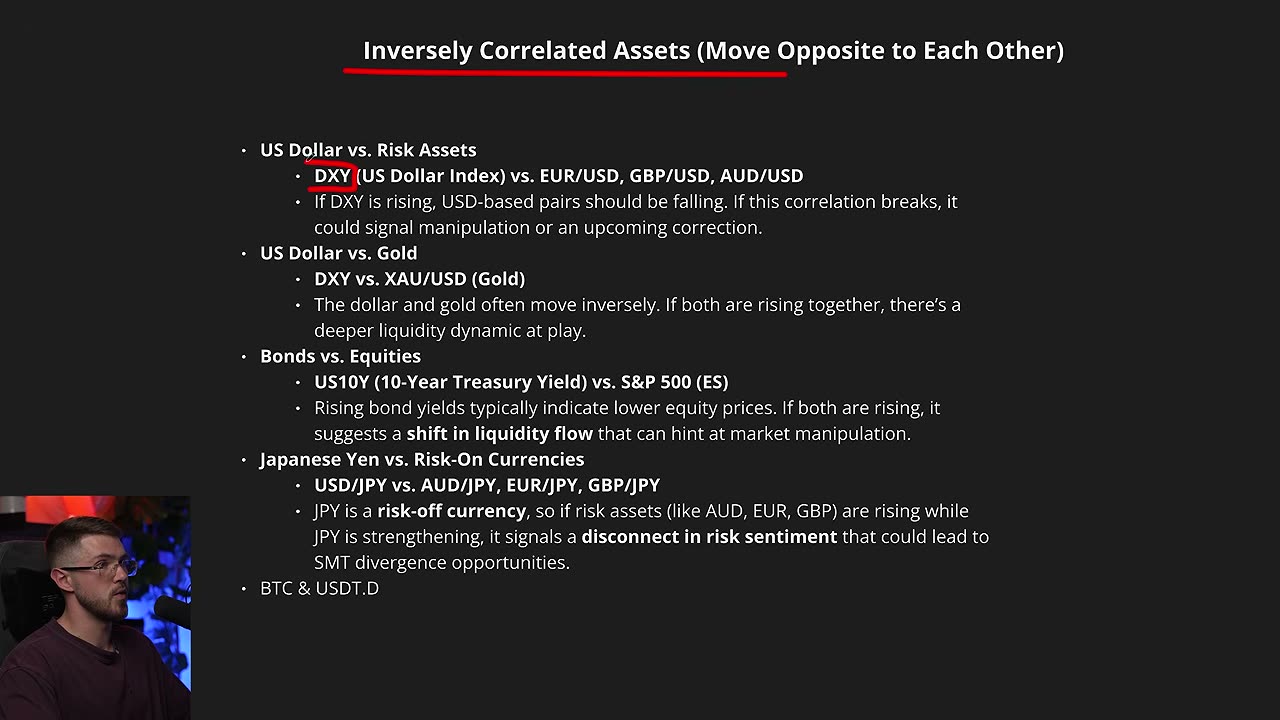 Inversely Correlated Assets (Move Opposite to Each Other)
• US Dollar vs. Risk Assets
• DXY (US Dollar Index) vs. EUR/USD, GBP/USD, AUD/USD
• If DXY is rising, USD-based pairs should be falling. If this correlation breaks, it
could signal manipulation or an upcoming correction.
• US Dollar vs. Gold
• DXY vs. XAU/USD (Gold)
• The dollar and gold often move inversely. If both are rising together, there’s a
deeper liquidity dynamic at play.
• Bonds vs. Equities
• US10Y (10-Year Treasury Yield) vs. S&P 500 (ES)
• Rising bond yields typically indicate lower equity prices. If both are rising, it
suggests a shift in liquidity flow that can hint at market manipulation.
• Japanese Yen vs. Risk-On Currencies
• USD/JPY vs. AUD/JPY, EUR/JPY, GBP/JPY
• JPY is a risk-off currency, so if risk assets (like AUD, EUR, GBP) are rising while
JPY is strengthening, it signals a disconnect in risk sentiment that could lead to
SMT divergence opportunities.
• BTC & USDT.D